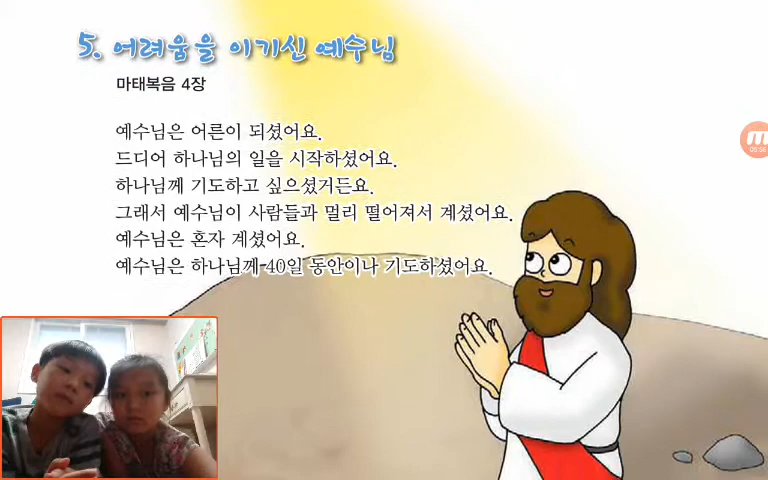 5. 어려움을 이기신 예수님
마태복음 4장
예수님은 어른이 되셨어요.
드디어 하나님의 일을 시작하셨어요.
하나님께 기도하고 싶으셨거든요.
그래서 예수님이 사람들과 멀리 떨어져서 계셨어요.
예수님은 혼자 계셨어요.
예수님은 하나님께 40일 동안이나 기도하셨어요.